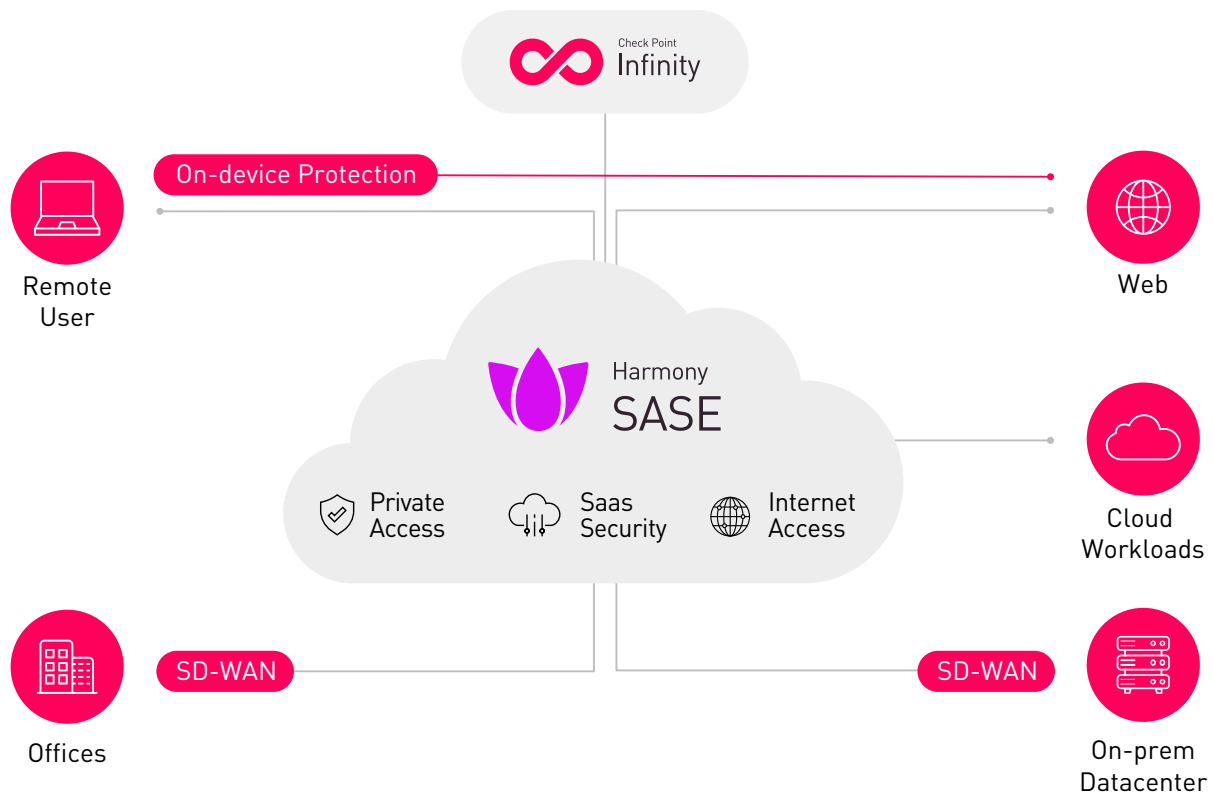 Check Point
Infinity
On-device Protection
Remote
User
Web
Harmony
SASE
Private
Access
Saas
Security
Internet
Access
Cloud
Workloads
SD-WAN
SD-WAN
Offices
On-prem
Datacenter